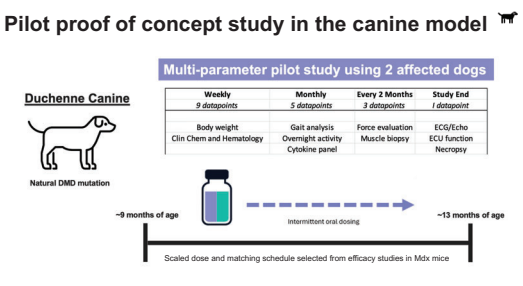 Pilot proof of concept study in the canine model
Multi-parameter pilot study using 2 affected dogs
Duchenne Canine
Natural DMD mutation
Weekly Monthly Every 2 Months Study End
9 datapoints 5 datapoints 3 datapoints 1 datapoint
Body weight Gait analysis Force evaluation ECG/Echo
Clin Chem and Hematology Overnight activity Muscle biopsy ECU function
Cytokine panel Necropsy
~9 months of age
~13 months of age
Intermittent oral dosing
Scaled dose and matching schedule selected from efficacy studies in Mdx mice